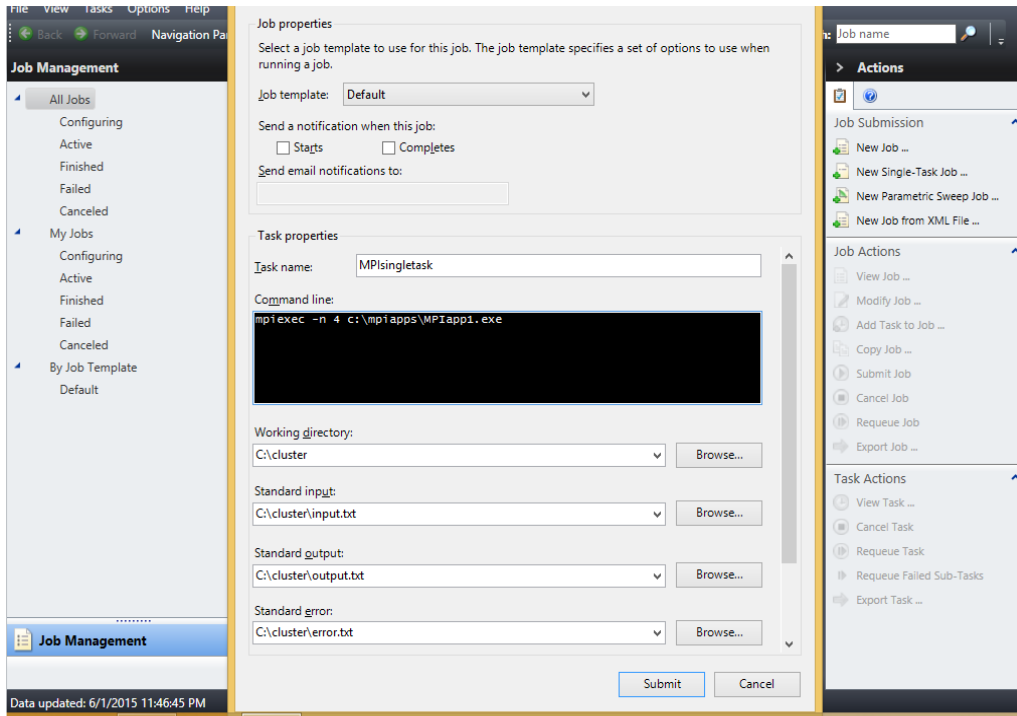 File View Tasks Options Help
Back Forward Navigation Pa
Job name
Job Management
All Jobs
Configuring
Active
Finished
Failed
Canceled
My Jobs
Configuring
Active
Finished
Failed
Canceled
By Job Template
Default
Job Management
Data updated: 6/1/2015 11:46:45 PM
Job properties
Select a job template to use for this job. The job template specifies a set of options to use when
running a job.
Job template: Default
Send a notification when this job:
Starts Completes
Send email notifications to:
Task properties
Task name: MPIsingletask
Command line:
mpiexec -n 4 c:\mpiapps\MPIapp1.exe
Working directory:
C:\cluster Browse...
Standard input:
C:\cluster\input.txt Browse...
Standard output:
C:\cluster\output.txt Browse...
Standard error:
C:\cluster\error.txt Browse...
Submit Cancel
> Actions
Job Submission
New Job ...
New Single-Task Job ...
New Parametric Sweep Job ...
New Job from XML File ...
Job Actions
View Job ...
Modify Job ...
Add Task to Job ...
Copy Job ...
Submit Job
Cancel Job
Requeue Job
Export Job ...
Task Actions
View Task ...
Cancel Task
Requeue Task
Requeue Failed Sub-Tasks
Export Task ...